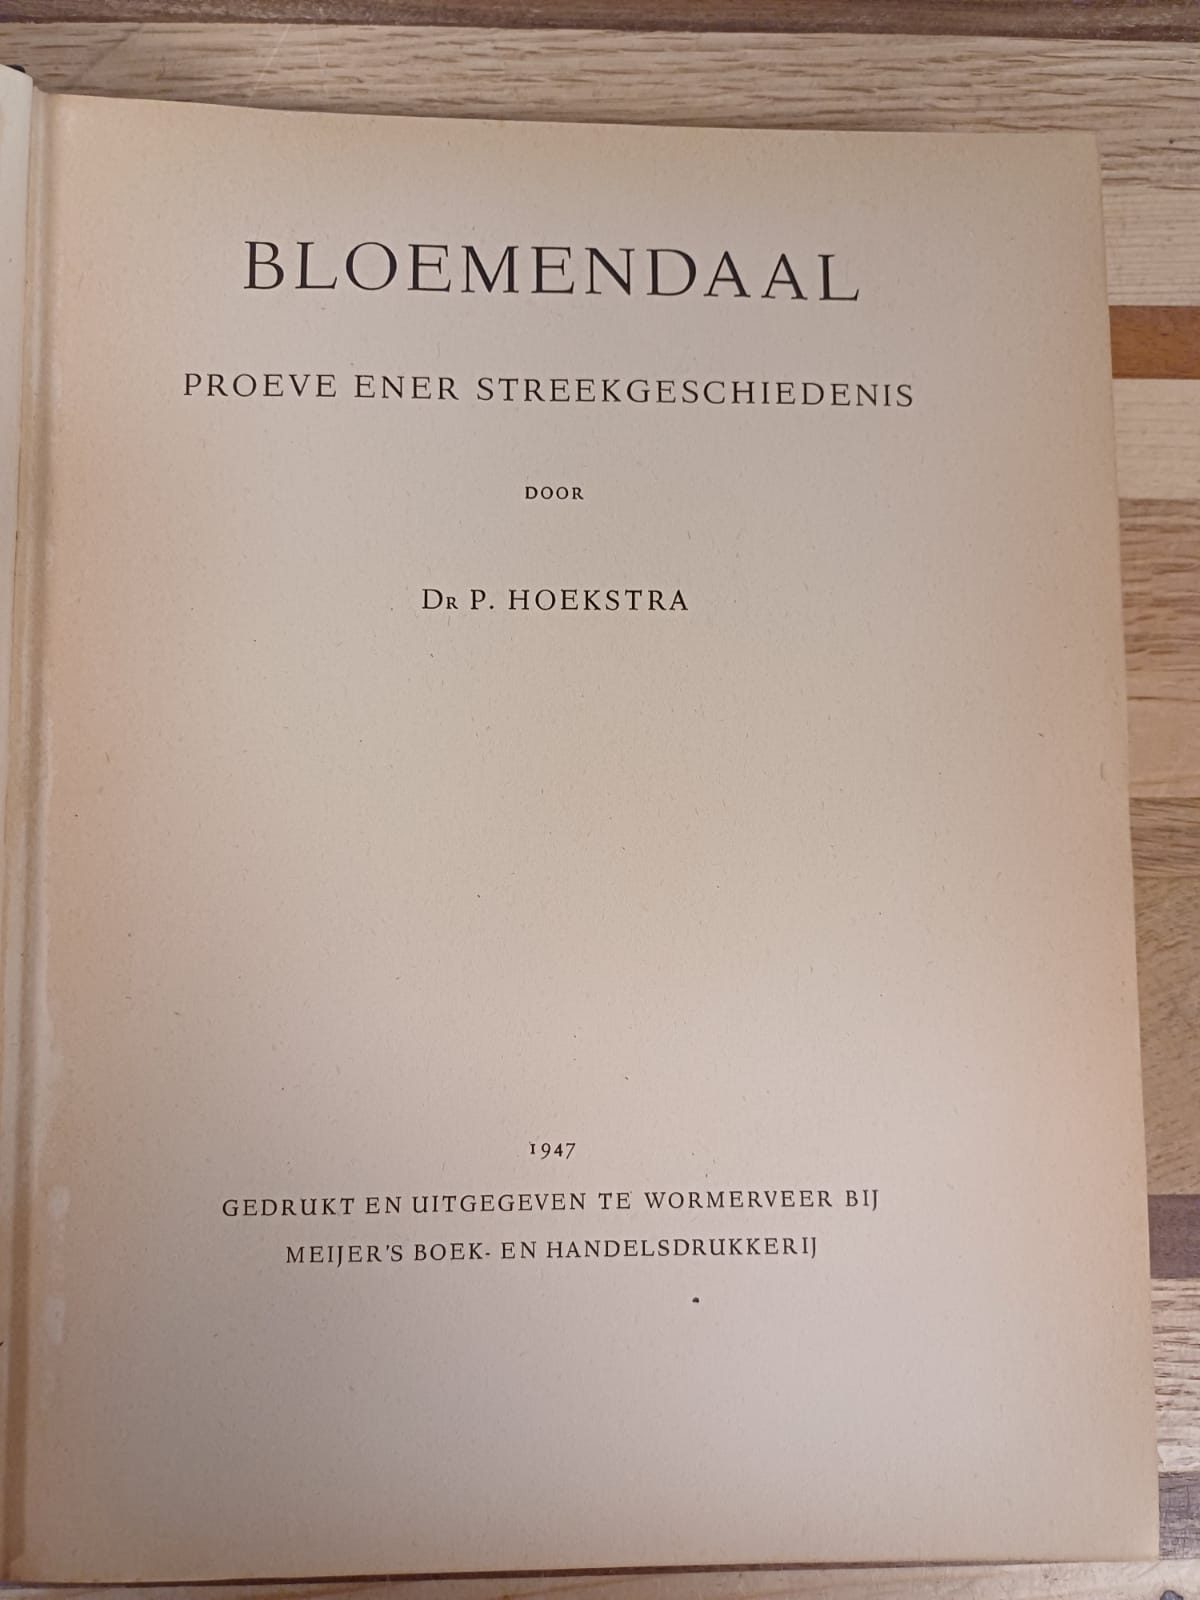 BLOEMENDAAL
PROEVE ENER STREEKGESCHIEDENIS
DOOR
Dr P. HOEKSTRA
1947
GEDRUKT EN UITGEGEVEN TE WORMERVEER BIJ
MEIJER'S BOEK- EN HANDELSDRUKKERIJ